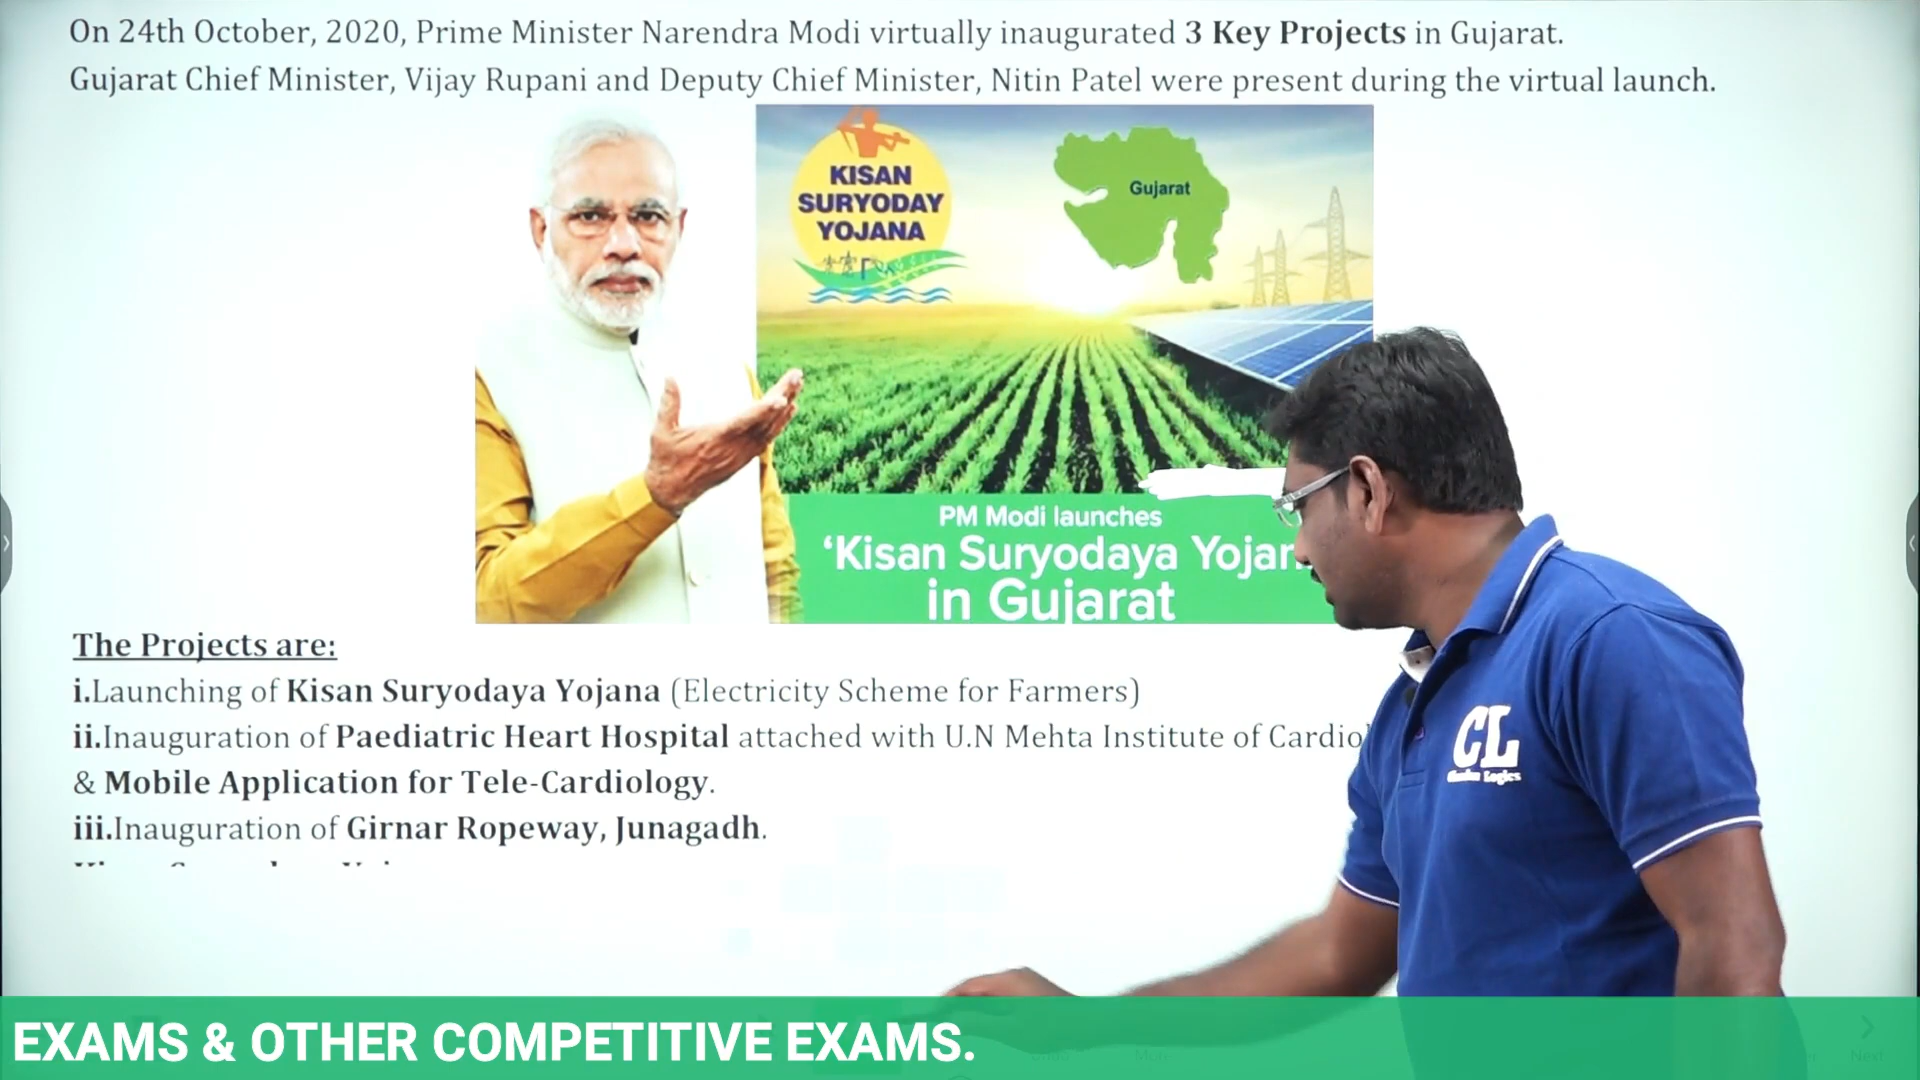 On 24th October, 2020, Prime Minister Narendra Modi virtually inaugurated 3 Key Projects in Gujarat.
Gujarat Chief Minister, Vijay Rupani and Deputy Chief Minister, Nitin Patel were present during the virtual launch.
KISAN
SURYODAY
YOJANA
Gujarat
PM Modi launches
‘Kisan Suryodaya
in Gujarat
The Projects are:
i.Launching of Kisan Suryodaya Yojana (Electricity Scheme for Farmers)
ii.Inauguration of Paediatric Heart Hospital attached with U.N Mehta Institute of
& Mobile Application for Tele-Cardiology.
iii.Inauguration of Girnar Ropeway, Junagadh.
CL
EXAMS & OTHER COMPETITIVE EXAMS.
Next